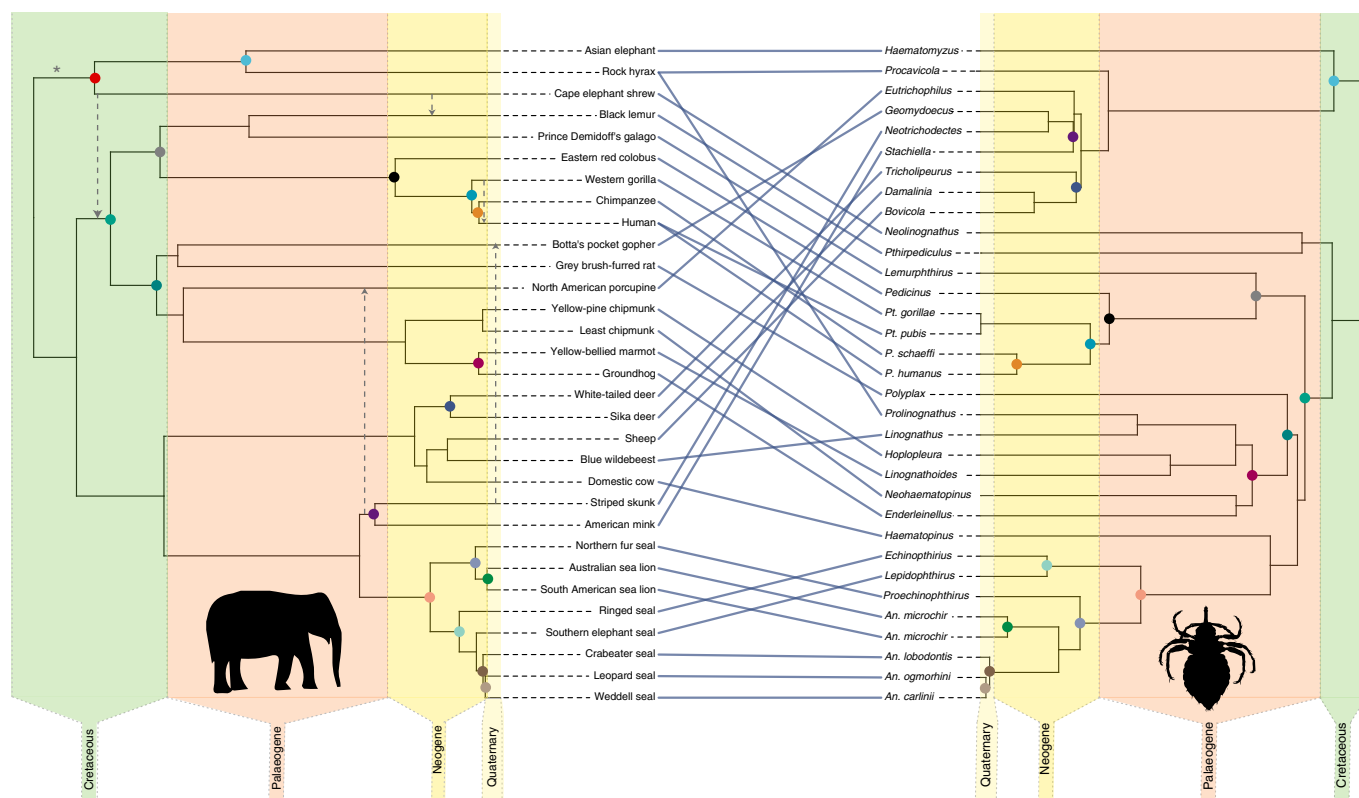 *
Asian elephant
Rock hyrax
Cape elephant shrew
Black lemur
Prince Demidoff's galago
Eastern red colobus
Western gorilla
Chimpanzee
Human
Botta's pocket gopher
Grey brush-furred rat
North American porcupine
Yellow-pine chipmunk
Least chipmunk
Yellow-bellied marmot
Groundhog
White-tailed deer
Sika deer
Sheep
Blue wildebeest
Domestic cow
Striped skunk
American mink
Northern fur seal
Australian sea lion
South American sea lion
Ringed seal
Southern elephant seal
Crabeater seal
Leopard seal
Weddell seal
Haematomyzus
Procavicola
Eutrichophilus
Geomydoecus
Neotrichodectes
Stachiella
Tricholipeurus
Damalinia
Bovicola
Neolinognathus
Pthirpediculus
Lemurphthirus
Pedicinus
Pt. gorillae
Pt. pubis
P. schaeffi
P. humanus
Polyplax
Prolinognathus
Linognathus
Hoplopleura
Linognathoides
Neohaematopinus
Enderleinellus
Haematopinus
Echinopthirius
Lepidophthirus
Proechinophthirus
An. microchir
An. microchir
An. lobodontis
An. ogmorhini
An. carlinii
Cretaceous
Palaeogene
Neogene
Quaternary
Quaternary
Neogene
Palaeogene
Cretaceous